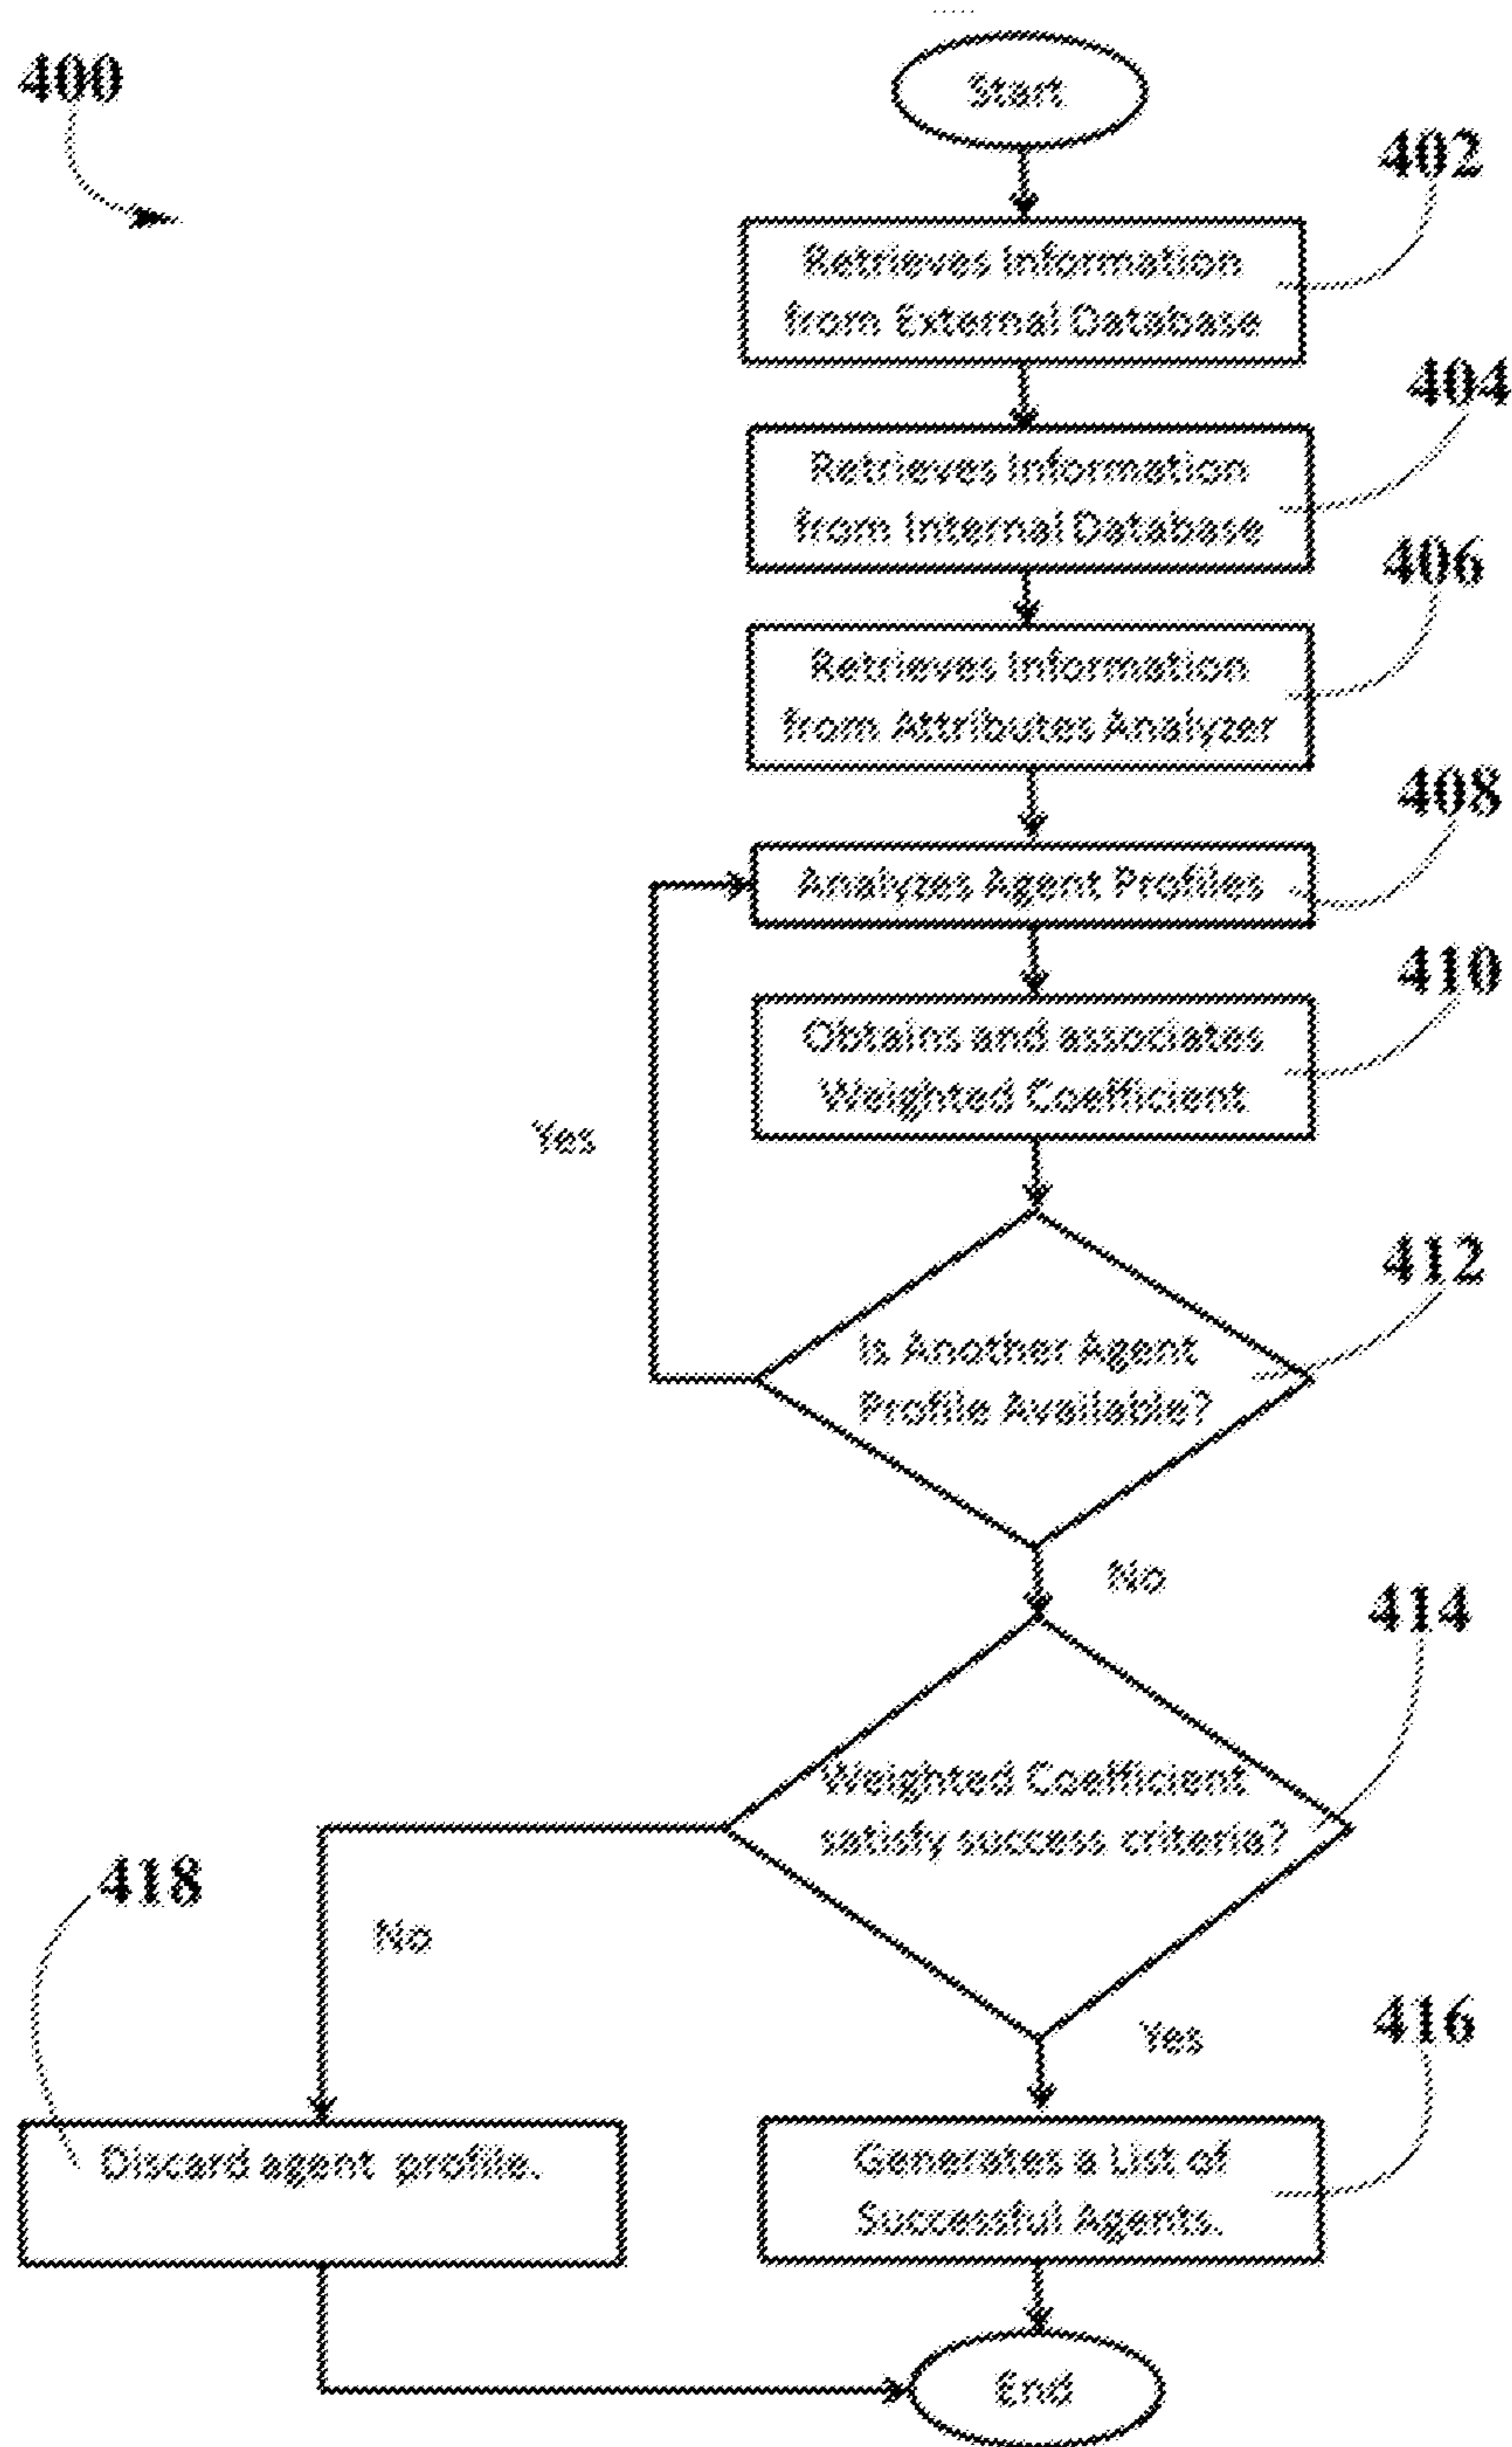 400
Start
402
Retrieves Information
from External Database
404
Retrieves Information
from Internal Database
406
Retrieves Information
from Attributes Analyzer
408
Analyzes Agent Profiles
410
Obtains and associates
Weighted Coefficient
Yes
412
Is Another Agent
Profile Available?
No
414
Weighted Coefficient
satisfy success criteria?
418
No
Yes
416
Discard agent profile.
Generates a List of
Successful Agents.
End